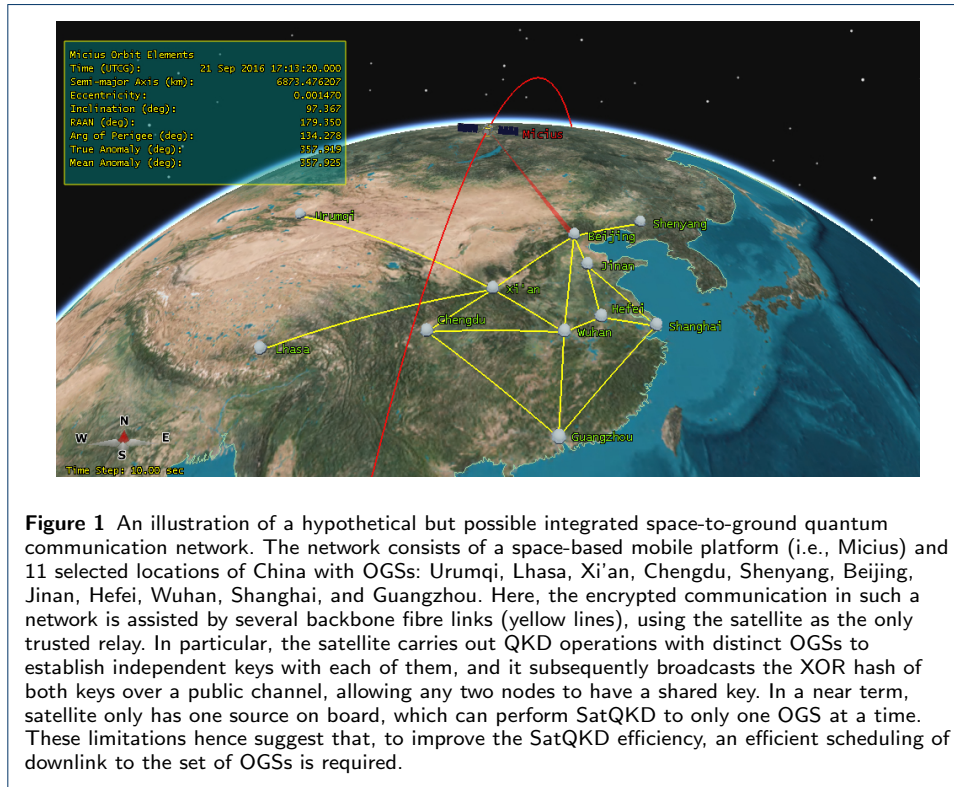 Micius Orbit Elements
Time (UTCG): 21 Sep 2016 17:13:20.000
Semi-major Axis (km): 6873.476207
Eccentricity: 0.001470
Inclination (deg): 97.367
RAAN (deg): 179.350
Arg of Perigee (deg): 134.278
True Anomaly (deg): 357.919
Mean Anomaly (deg): 357.925
Micius
Urumqi
Shenyang
Beijing
Jinan
Xi'an
Hefei
Chengdu
Shanghai
Wuhan
Lhasa
N
W E
S
Guangzhou
Time Step: 10.00 sec
Figure 1 An illustration of a hypothetical but possible integrated space-to-ground quantum
communication network. The network consists of a space-based mobile platform (i.e., Micius) and
11 selected locations of China with OGSs: Urumqi, Lhasa, Xi'an, Chengdu, Shenyang, Beijing,
Jinan, Hefei, Wuhan, Shanghai, and Guangzhou. Here, the encrypted communication in such a
network is assisted by several backbone fibre links (yellow lines), using the satellite as the only
trusted relay. In particular, the satellite carries out QKD operations with distinct OGSs to
establish independent keys with each of them, and it subsequently broadcasts the XOR hash of
both keys over a public channel, allowing any two nodes to have a shared key. In a near term,
satellite only has one source on board, which can perform SatQKD to only one OGS at a time.
These limitations hence suggest that, to improve the SatQKD efficiency, an efficient scheduling of
downlink to the set of OGSs is required.